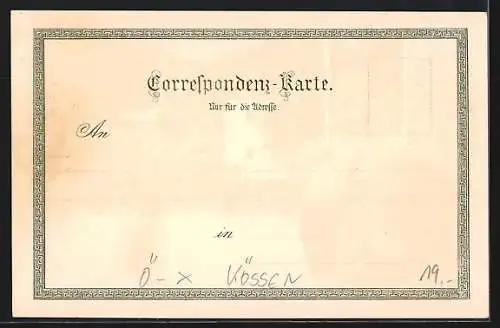 Correspondenz-Karte.
Nur für die Adresse
An
in
Ö - X KÖSSEN 19.-